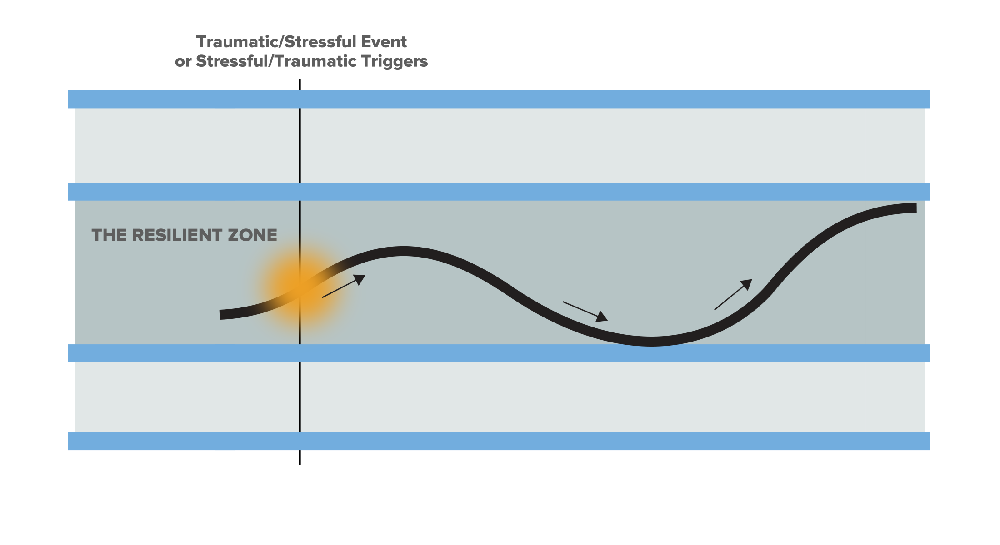 Traumatic/Stressful Event
or Stressful/Traumatic Triggers
THE RESILIENT ZONE